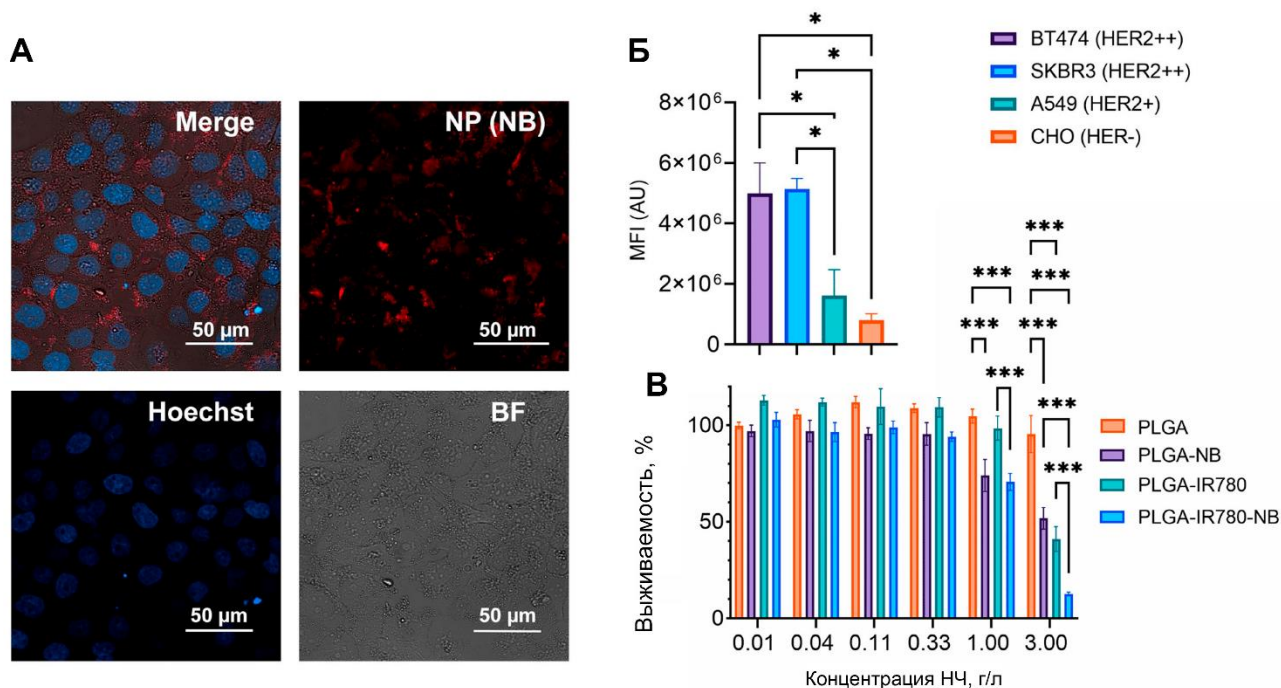 А
Merge
50 µm
NP (NB)
50 µm
Hoechst
50 µm
BF
50 µm
Б
*
*
*
*
8×10⁶
6×10⁶
4×10⁶
2×10⁶
0
MFI (AU)
BT474 (HER2++)
SKBR3 (HER2++)
A549 (HER2+)
CHO (HER-)
В
***
***
***
***
***
***
***
***
100
50
0
Выживаемость, %
0.01 0.04 0.11 0.33 1.00 3.00
Концентрация НЧ, г/л
PLGA
PLGA-NB
PLGA-IR780
PLGA-IR780-NB